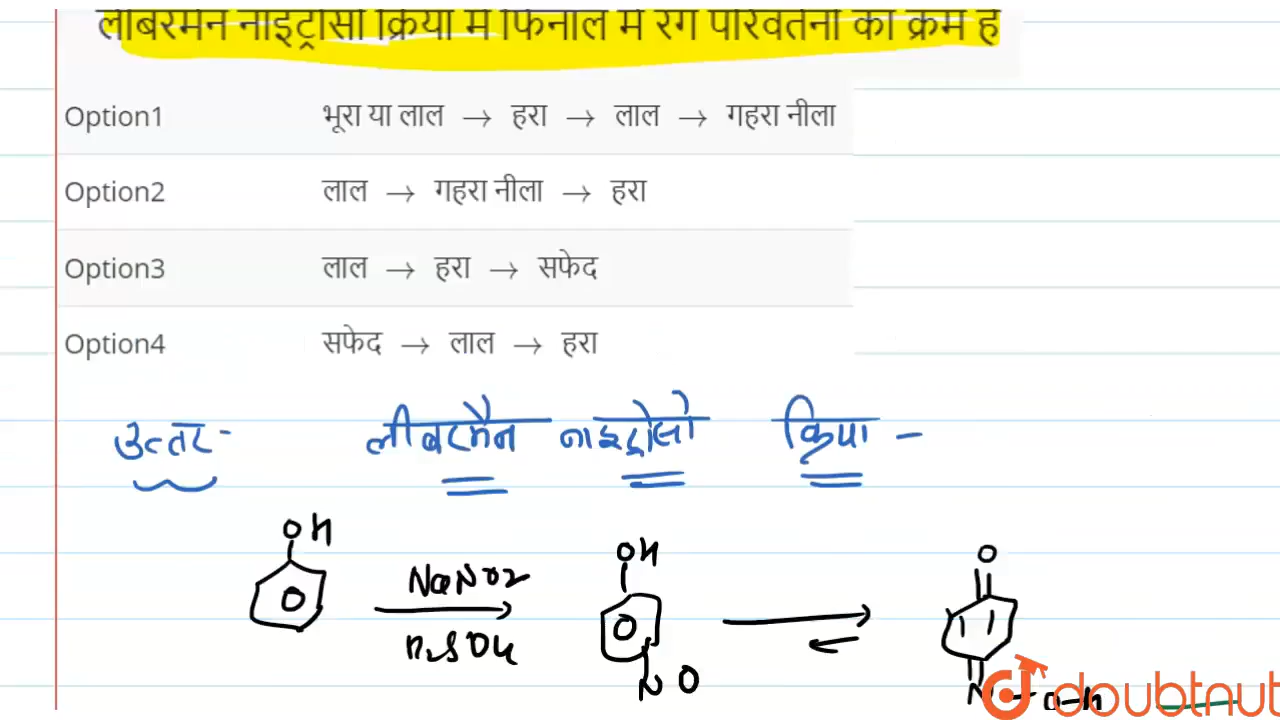 लीबरमेन नाइट्रोसो क्रिया में फिनॉल में रंग परिवर्तनों का क्रम है
Option1 भूरा या लाल → हरा → लाल → गहरा नीला
Option2 लाल → गहरा नीला → हरा
Option3 लाल → हरा → सफेद
Option4 सफेद → लाल → हरा
उत्तर - लीबरमैन नाइट्रोसो क्रिया -
OH OH O
NaNO2
H2SO4
NO N-O-H
doubtnut